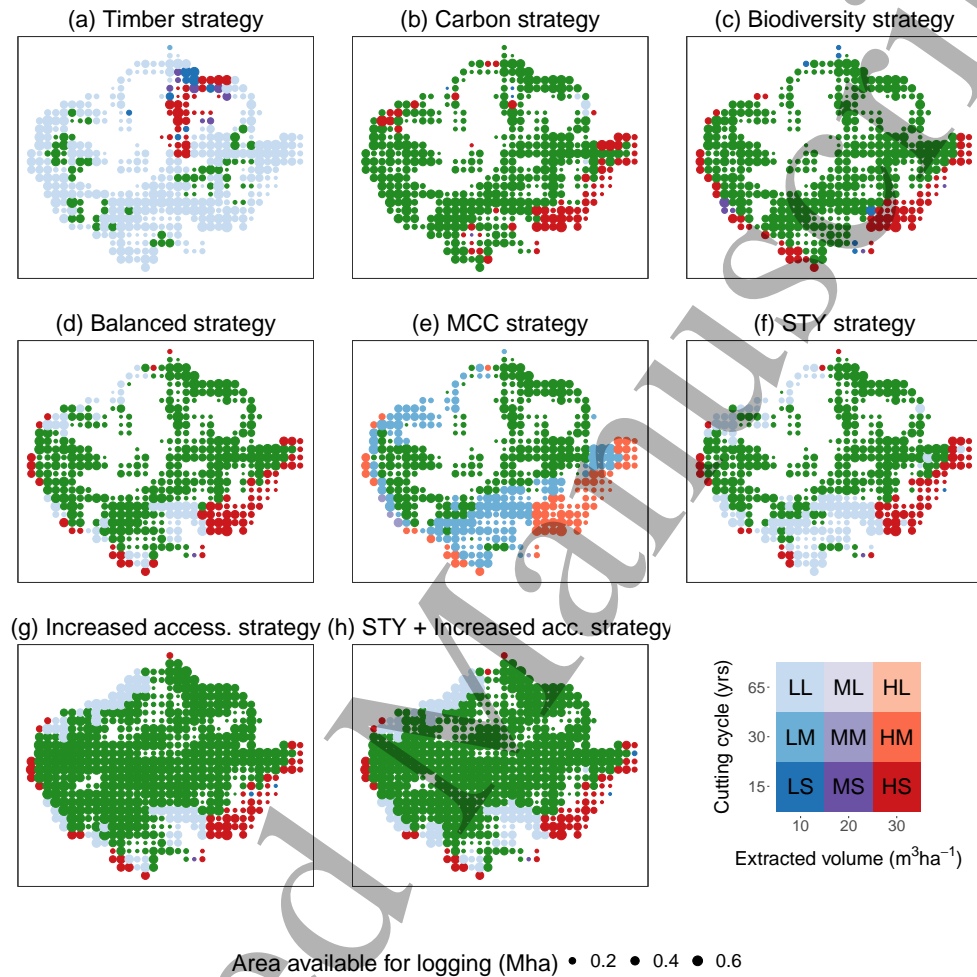 (a) Timber strategy
(b) Carbon strategy
(c) Biodiversity strategy
(d) Balanced strategy
(e) MCC strategy
(f) STY strategy
(g) Increased access. strategy
(h) STY + Increased acc. strategy
Cutting cycle (yrs)
65
LL ML HL
30
LM MM HM
15
LS MS HS
10 20 30
Extracted volume (m³ha⁻¹)
Area available for logging (Mha) 0.2 0.4 0.6